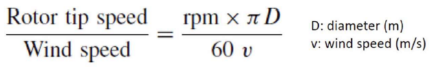 Rotor tip speed / Wind speed = rpm × π D / 60 υ
D: diameter (m)
v: wind speed (m/s)